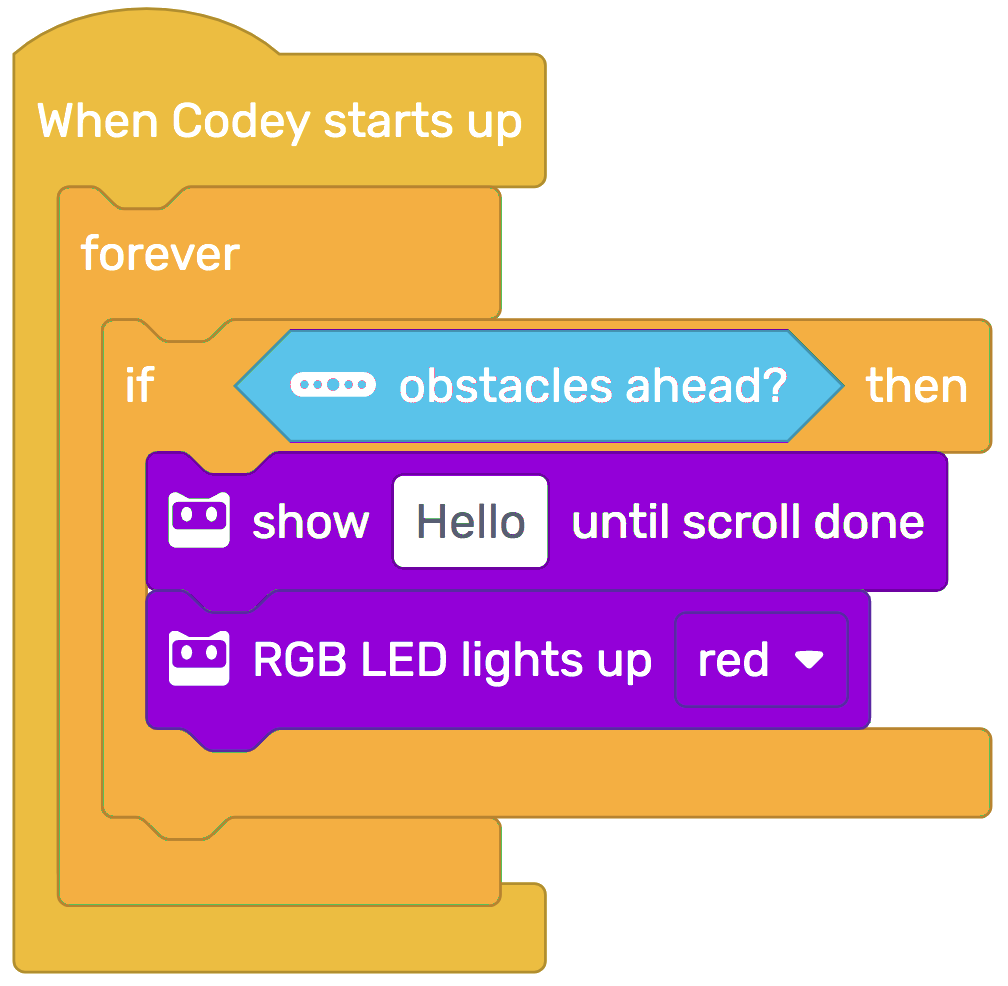 When Codey starts up
forever
if obstacles ahead? then
show Hello until scroll done
RGB LED lights up red